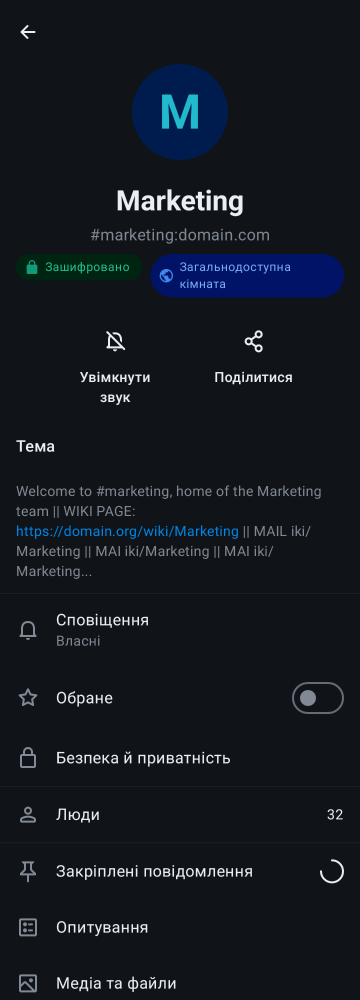 M
Marketing
#marketing:domain.com
Зашифровано
Загальнодоступна
кімната
Увімкнути
звук
Поділитися
Тема
Welcome to #marketing, home of the Marketing
team || WIKI PAGE:
https://domain.org/wiki/Marketing || MAIL iki/
Marketing || MAI iki/Marketing || MAI iki/
Marketing...
Сповіщення
Власні
Обране
Безпека й приватність
Люди 32
Закріплені повідомлення
Опитування
Медіа та файли